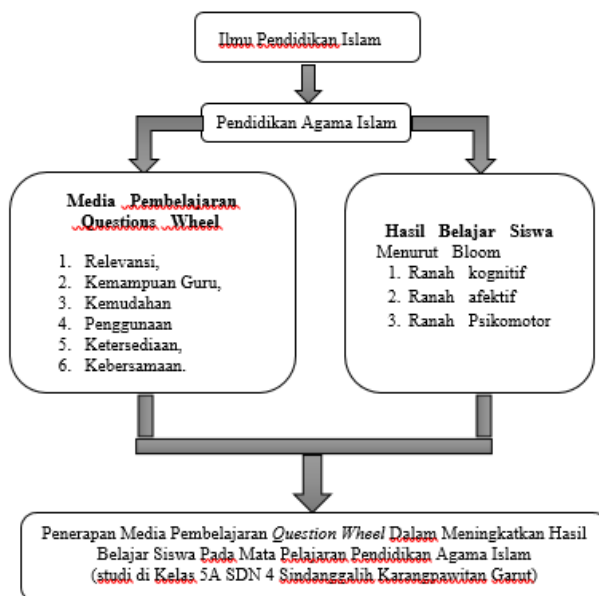 Ilmu Pendidikan Islam
Pendidikan Agama Islam
Media Pembelajaran
Questions Wheel
1. Relevansi,
2. Kemampuan Guru,
3. Kemudahan
4. Penggunaan
5. Ketersediaan,
6. Kebersamaan.
Hasil Belajar Siswa
Menurut Bloom
1. Ranah kognitif
2. Ranah afektif
3. Ranah Psikomotor
Penerapan Media Pembelajaran Question Wheel Dalam Meningkatkan Hasil
Belajar Siswa Pada Mata Pelajaran Pendidikan Agama Islam
(studi di Kelas 5A SDN 4 Sindanggalih Karangpawitan Garut)